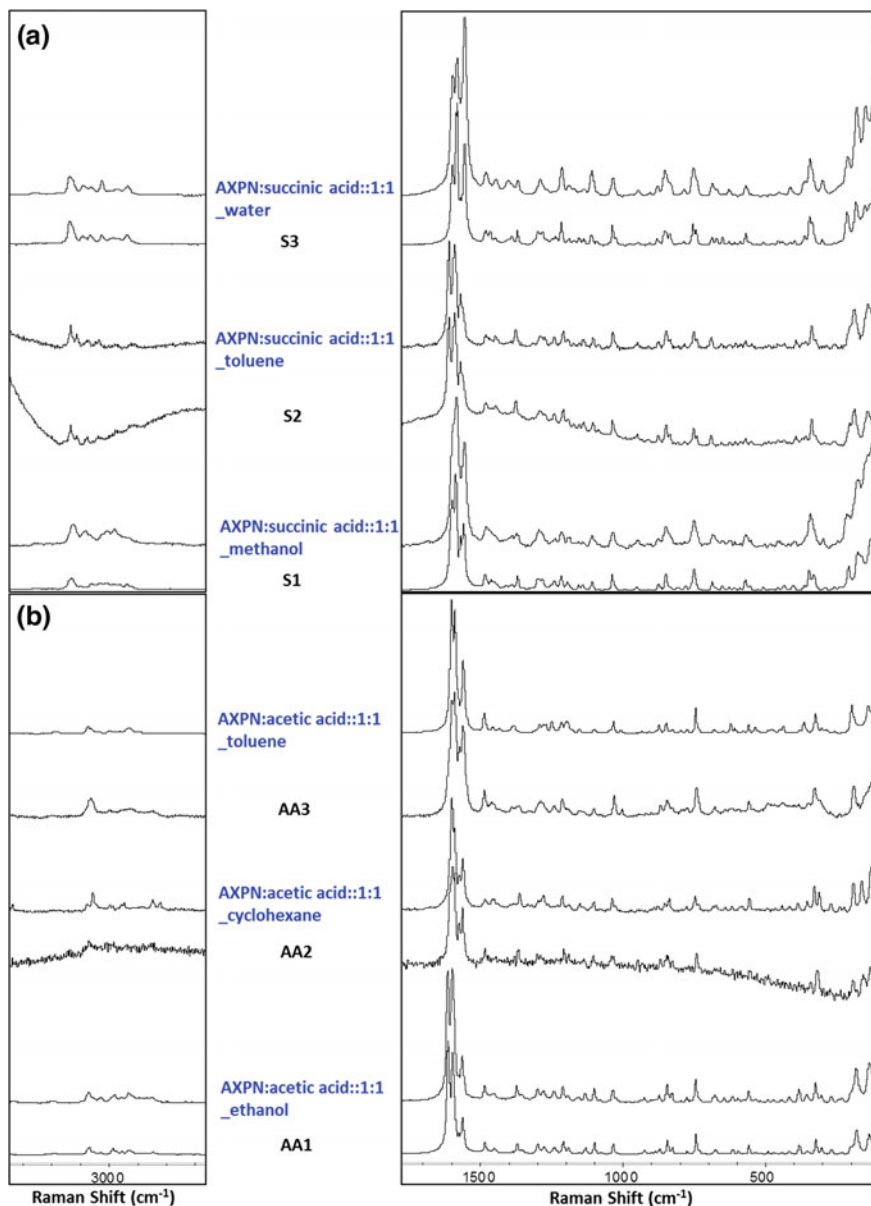 (a)
AXPN:succinic acid::1:1
_water
S3
AXPN:succinic acid::1:1
_toluene
S2
AXPN:succinic acid::1:1
_methanol
S1
(b)
AXPN:acetic acid::1:1
_toluene
AA3
AXPN:acetic acid::1:1
_cyclohexane
AA2
AXPN:acetic acid::1:1
_ethanol
AA1
3000
1500
1000
500
Raman Shift (cm⁻¹)
Raman Shift (cm⁻¹)